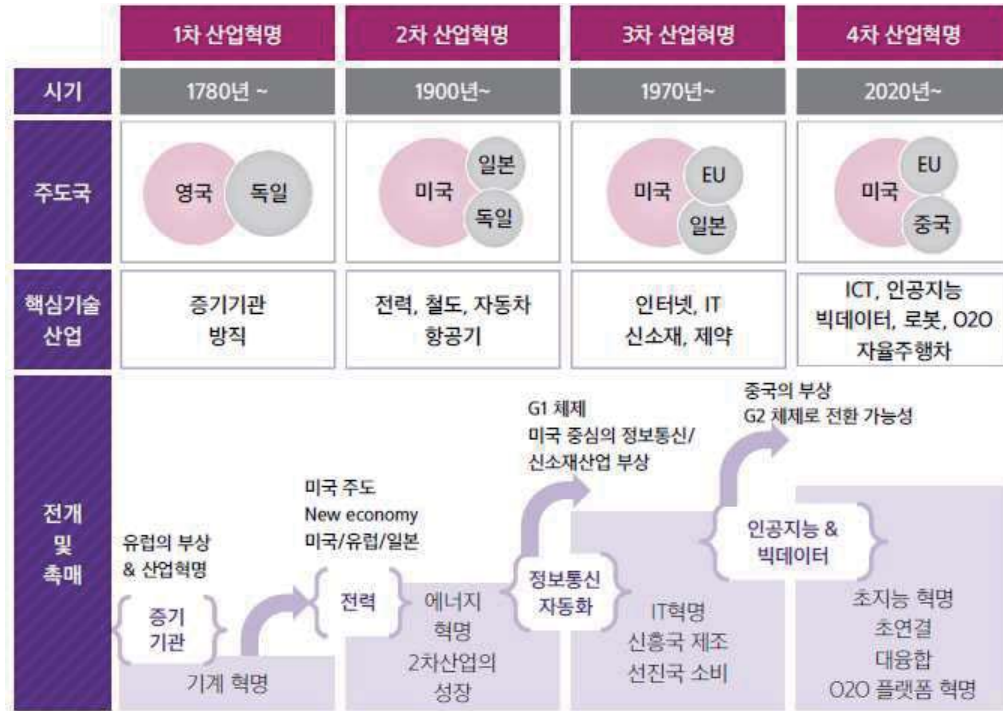 1차 산업혁명
2차 산업혁명
3차 산업혀명
4차 산업혁명
시기
1780년 ~
1900년~
1970년~
2020년~
주도국
영국
독일
미국
일본
독일
미국
EU
일본
미국
EU
중국
핵심기술
산업
증기기관
방직
전력, 철도, 자동차
항공기
인터넷, IT
신소재, 제약
ICT, 인공지능
빅데이터, 로봇, O2O
자율주행차
전개
및
촉매
유럽의 부상
& 산업혁명
증기
기관
기계 혁명
미국 주도
New economy
미국/유럽/일본
전력
에너지
혁명
2차산업의
성장
G1 체제
미국 중심의 정보통신/
신소재산업 부상
정보통신
자동화
IT혁명
신흥국 제조
선진국 소비
중국의 부상
G2 체제로 전환 가능성
인공지능 &
빅데이터
초지능 혁명
초연결
대융합
O2O 플랫폼 혁명